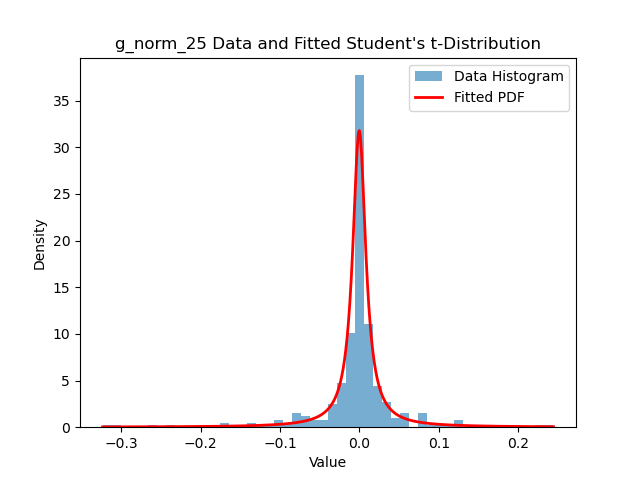 g_norm_25 Data and Fitted Student's t-Distribution
Data Histogram
Fitted PDF
Density
35
30
25
20
15
10
5
0
−0.3
−0.2
−0.1
0.0
0.1
0.2
Value